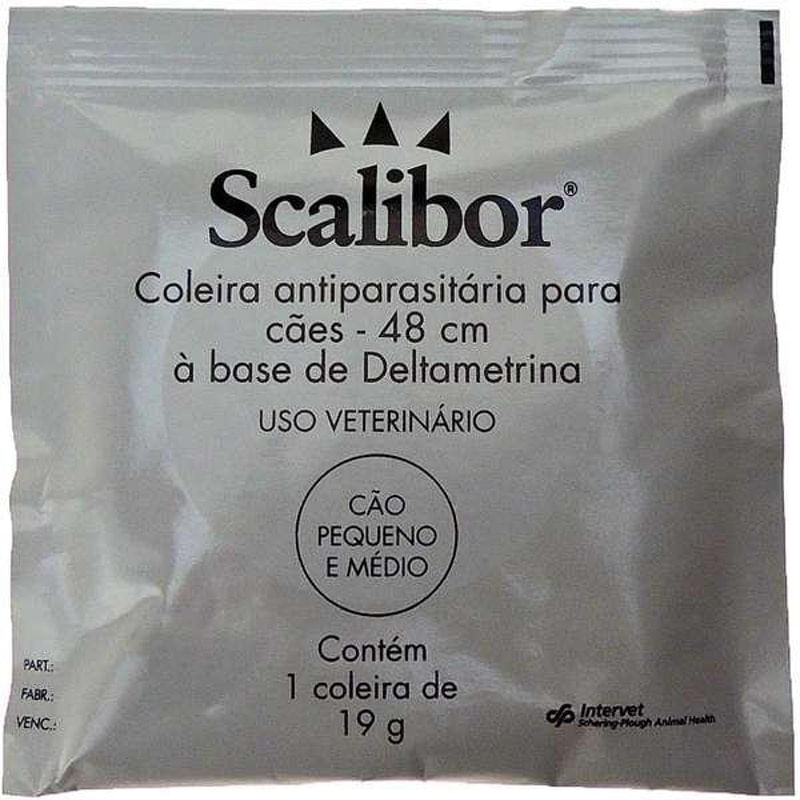 Scalibor®
Coleira antiparasitária para
cães - 48 cm
à base de Deltametrina
USO VETERINÁRIO
CÃO
PEQUENO
E MÉDIO
Contém
1 coleira de
19 g
PART.:
FABR.:
VENC.:
Intervet
Schering-Plough Animal Health